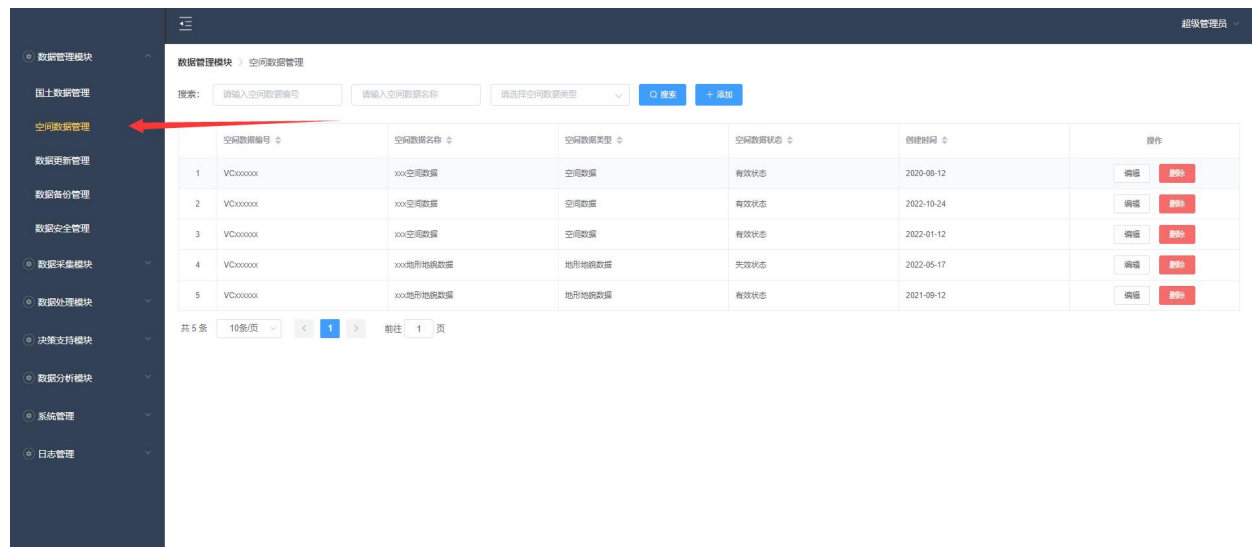 超级管理员
数据管理模块
国土数据管理
空间数据管理
数据更新管理
数据备份管理
数据安全管理
数据采集模块
数据处理模块
决策支持模块
数据分析模块
系统管理
日志管理
数据管理模块 > 空间数据管理
搜索: 请输入空间数据编号 请输入空间数据名称 请选择空间数据类型 搜索 + 添加
空间数据编号 空间数据名称 空间数据类型 空间数据状态 创建时间 操作
1 VCxxxxxx xxx空间数据 空间数据 有效状态 2020-08-12 编辑 删除
2 VCxxxxxx xxx空间数据 空间数据 有效状态 2022-10-24 编辑 删除
3 VCxxxxxx xxx空间数据 空间数据 有效状态 2022-01-12 编辑 删除
4 VCxxxxxx xxx地形地貌数据 地形地貌数据 失效状态 2022-05-17 编辑 删除
5 VCxxxxxx xxx地形地貌数据 地形地貌数据 有效状态 2021-09-12 编辑 删除
共 5 条 10条/页 < 1 > 前往 1 页